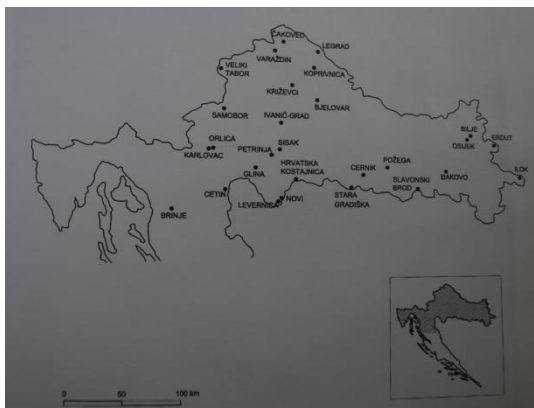 ČAKOVEC
LEGRAD
VARAŽDIN
VELIKI
TABOR
KOPRIVNICA
KRIŽEVCI
BJELOVAR
SAMOBOR
IVANIĆ-GRAD
BILJE
ERDUT
OSIJEK
ORLICA
KARLOVAC
PETRINJA
SISAK
GLINA
HRVATSKA
KOSTAJNICA
CERNIK
POŽEGA
SLAVONSKI
BROD
ĐAKOVO
ILOK
CETIN
LEVERNICA
NOVI
STARA
GRADIŠKA
BRINJE
0 50 100 km